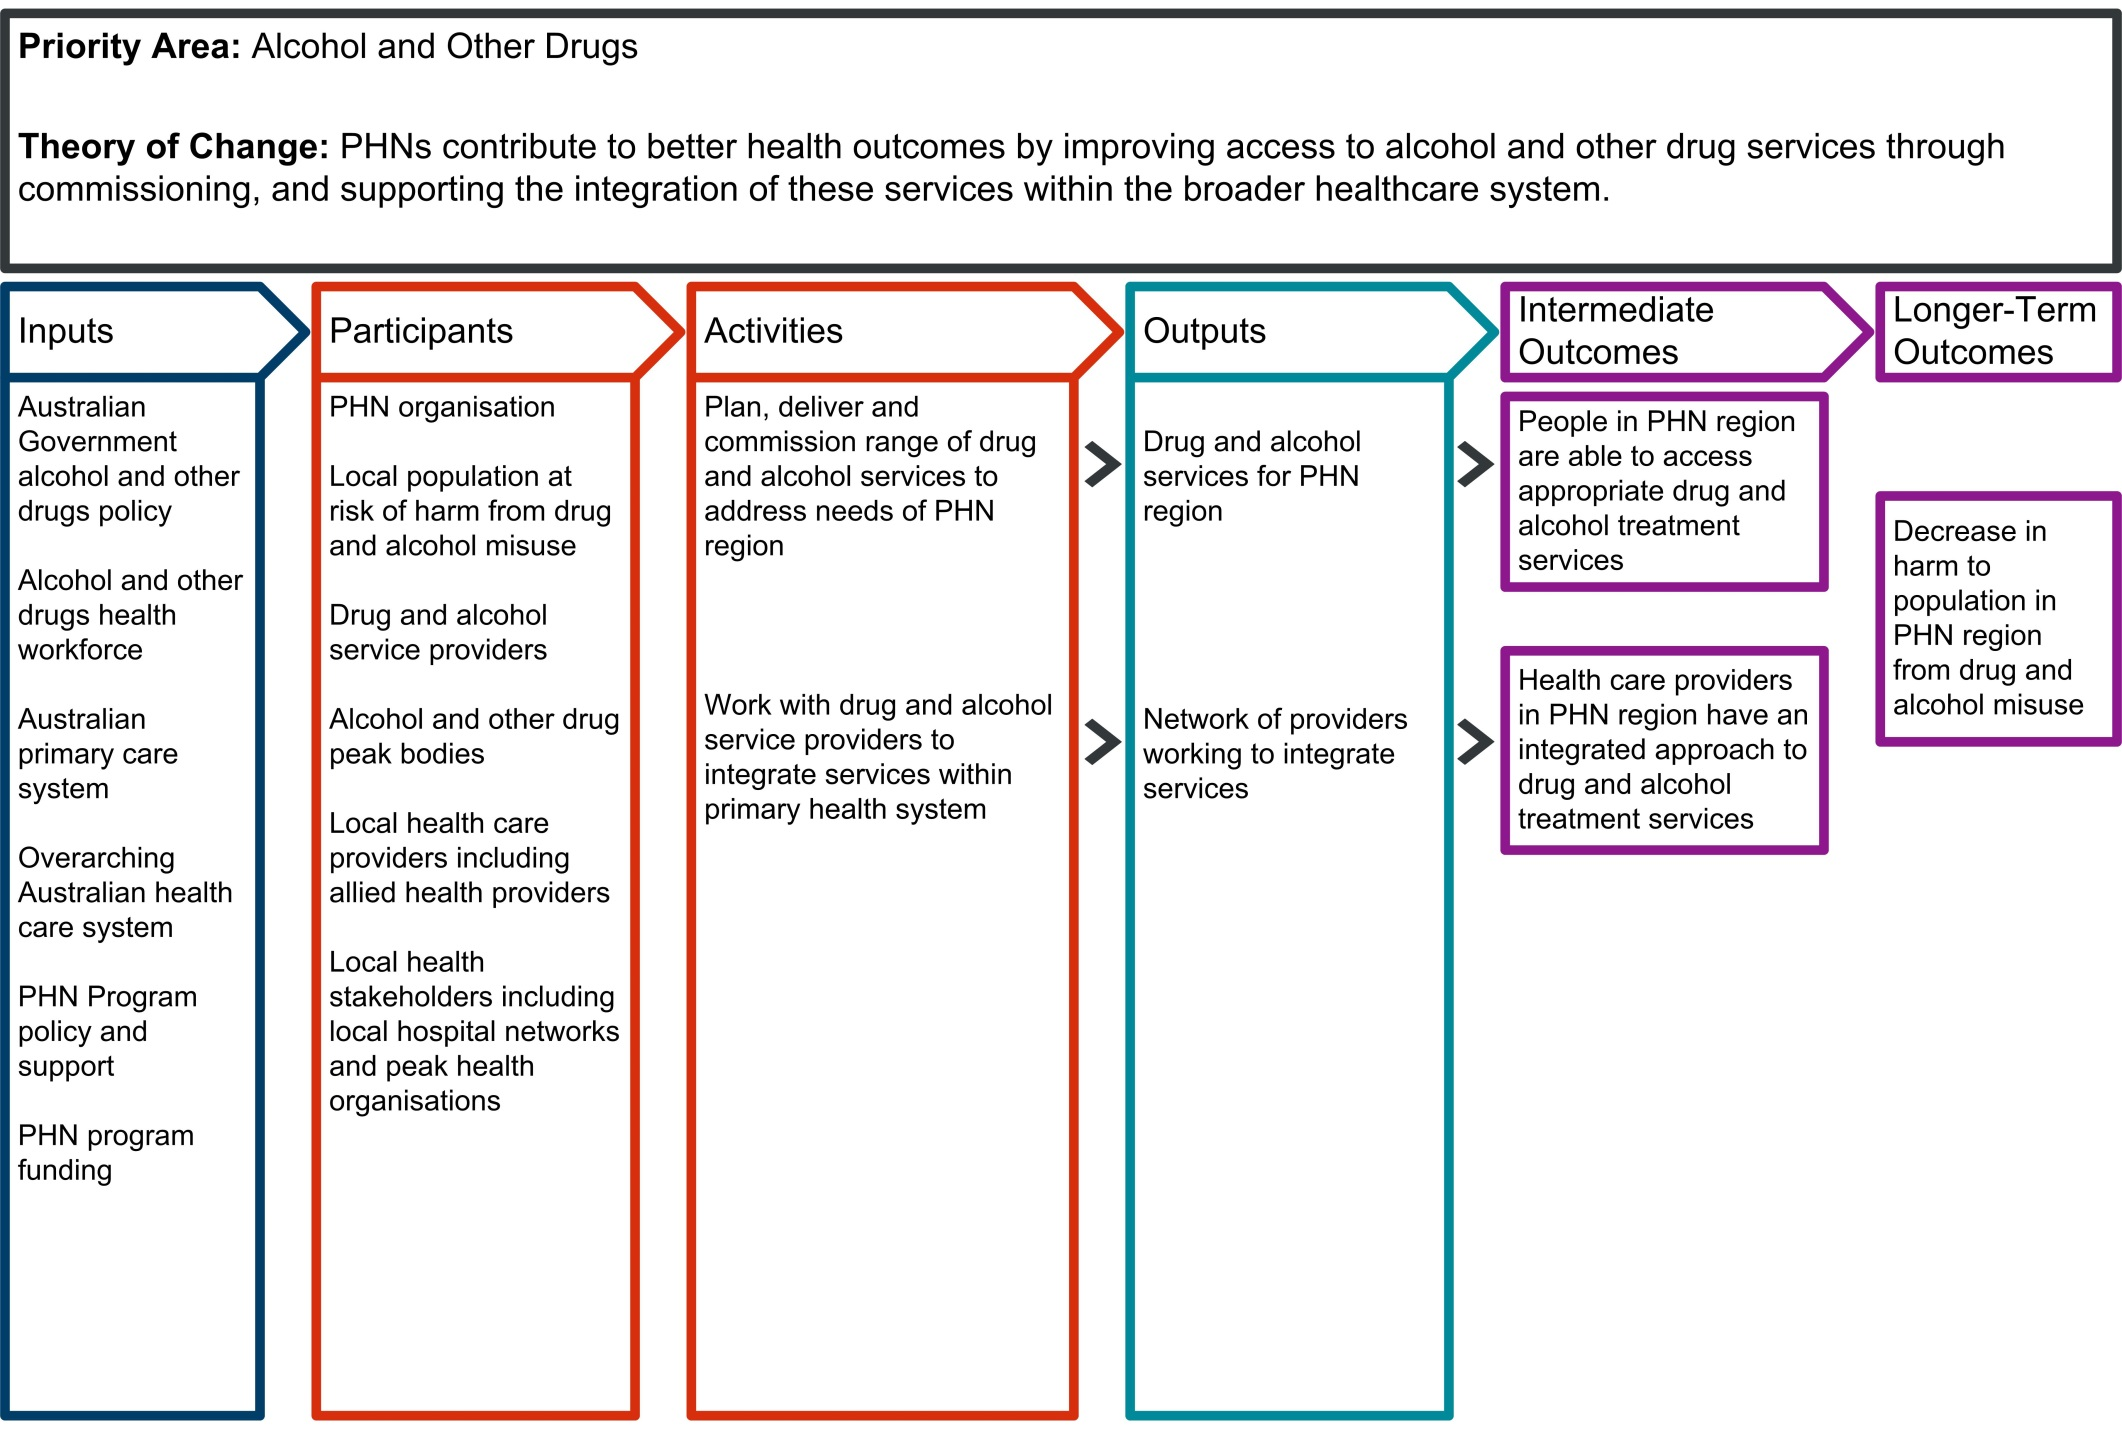 Priority Area: Alcohol and Other Drugs
Theory of Change: PHNs contribute to better health outcomes by improving access to alcohol and other drug services through
commissioning, and supporting the integration of these services within the broader healthcare system.
Inputs
Australian
Government
alcohol and other
drugs policy
Alcohol and other
drugs health
workforce
Australian
primary care
system
Overarching
Australian health
care system
PHN Program
policy and
support
PHN program
funding
Participants
PHN organisation
Local population at
risk of harm from drug
and alcohol misuse
Drug and alcohol
service providers
Alcohol and other drug
peak bodies
Local health care
providers including
allied health providers
Local health
stakeholders including
local hospital networks
and peak health
organisations
Activities
Plan, deliver and
commission range of drug
and alcohol services to
address needs of PHN
region
Work with drug and alcohol
service providers to
integrate services within
primary health system
Outputs
Drug and alcohol
services for PHN
region
Network of providers
working to integrate
services
Intermediate
Outcomes
People in PHN region
are able to access
appropriate drug and
alcohol treatment
services
Health care providers
in PHN region have an
integrated approach to
drug and alcohol
treatment services
Longer-Term
Outcomes
Decrease in
harm to
population in
PHN region
from drug and
alcohol misuse